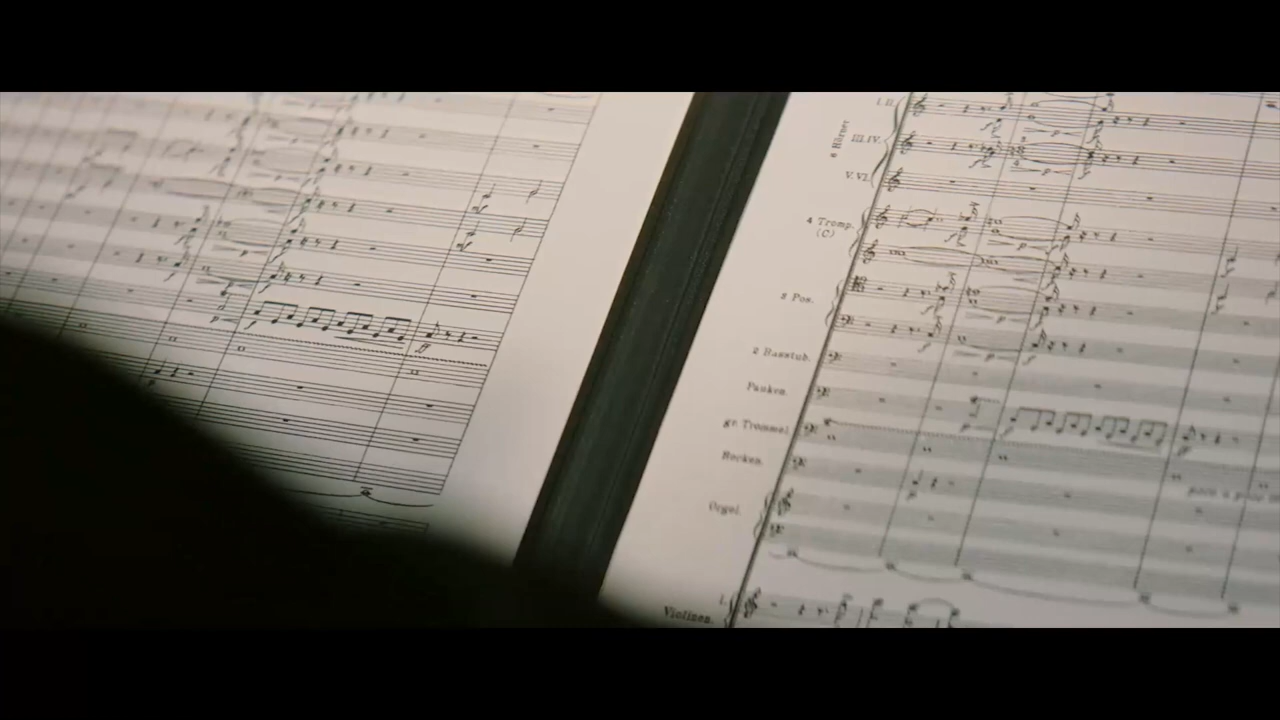 I. II.
6 Hörner
III. IV.
V. VI.
4 Tromp.
(C)
3 Pos.
2 Basstub.
Pauken.
gr. Trommel.
Becken.
Orgel.
I.
Violinen.